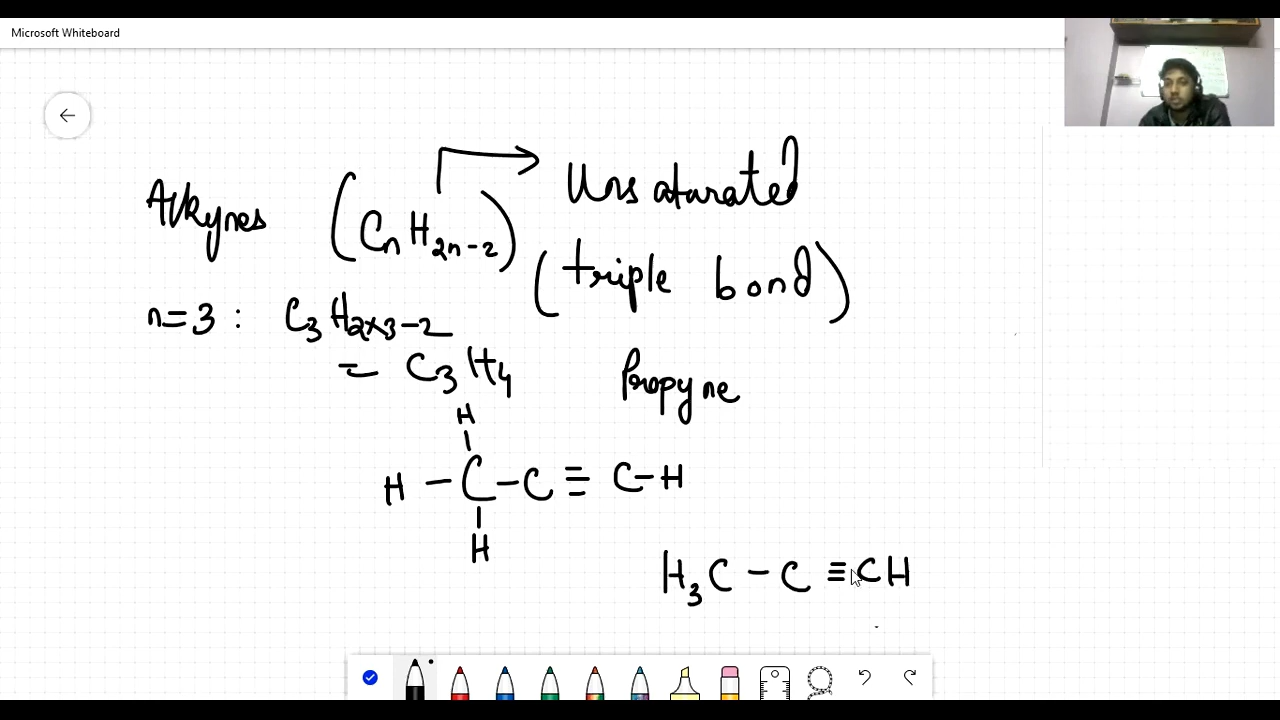 Microsoft Whiteboard
Alkynes (CnH2n-2) → Unsaturated
(triple bond)
n=3 : C3H2x3-2
= C3H4 Propyne
H
|
H - C - C ≡ C-H
|
H
H3C - C ≡ CH